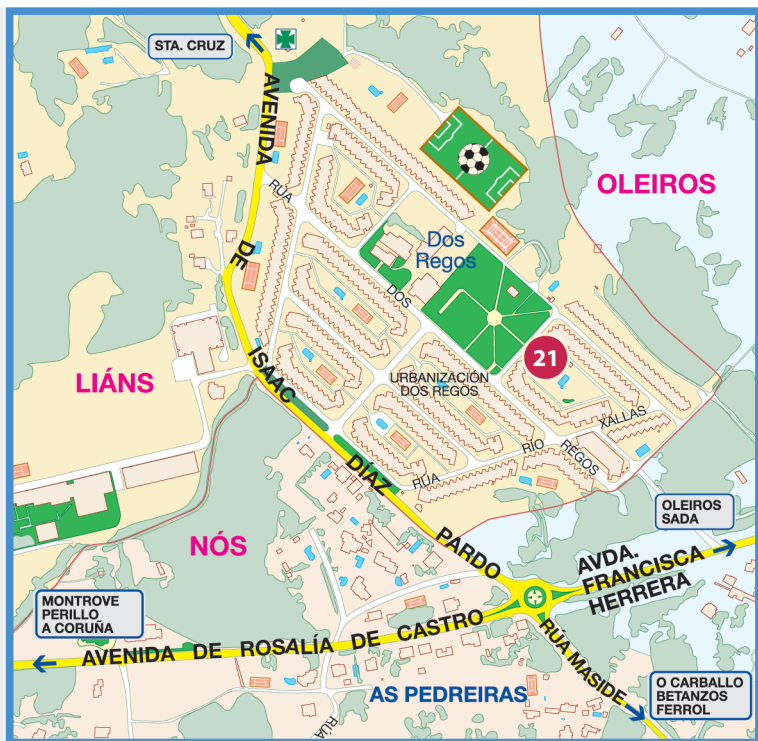 STA. CRUZ
AVENIDA
DE
ISAAC
DÍAZ
PARDO
RÚA
DOS
REGOS
OLEIROS
Dos
Regos
21
LIÁNS
URBANIZACIÓN
DOS REGOS
RÚA
RÍO
XALLAS
NÓS
OLEIROS
SADA
AVDA.
FRANCISCA
HERRERA
MONTROVE
PERILLO
A CORUÑA
AVENIDA DE ROSALÍA DE CASTRO
RÚA MASIDE
AS PEDREIRAS
O CARBALLO
BETANZOS
FERROL
RÚA